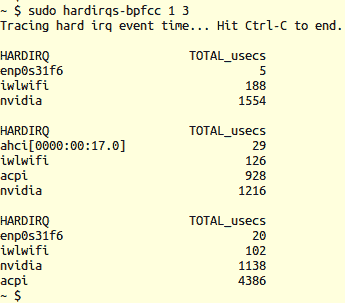 ~ $ sudo hardirqs-bpfcc 1 3
Tracing hard irq event time... Hit Ctrl-C to end.

HARDIRQ                    TOTAL_usecs
enp0s31f6                            5
iwlwifi                            188
nvidia                            1554

HARDIRQ                    TOTAL_usecs
ahci[0000:00:17.0]                  29
iwlwifi                            126
acpi                               928
nvidia                            1216

HARDIRQ                    TOTAL_usecs
enp0s31f6                           20
iwlwifi                            102
nvidia                            1138
acpi                              4386
~ $